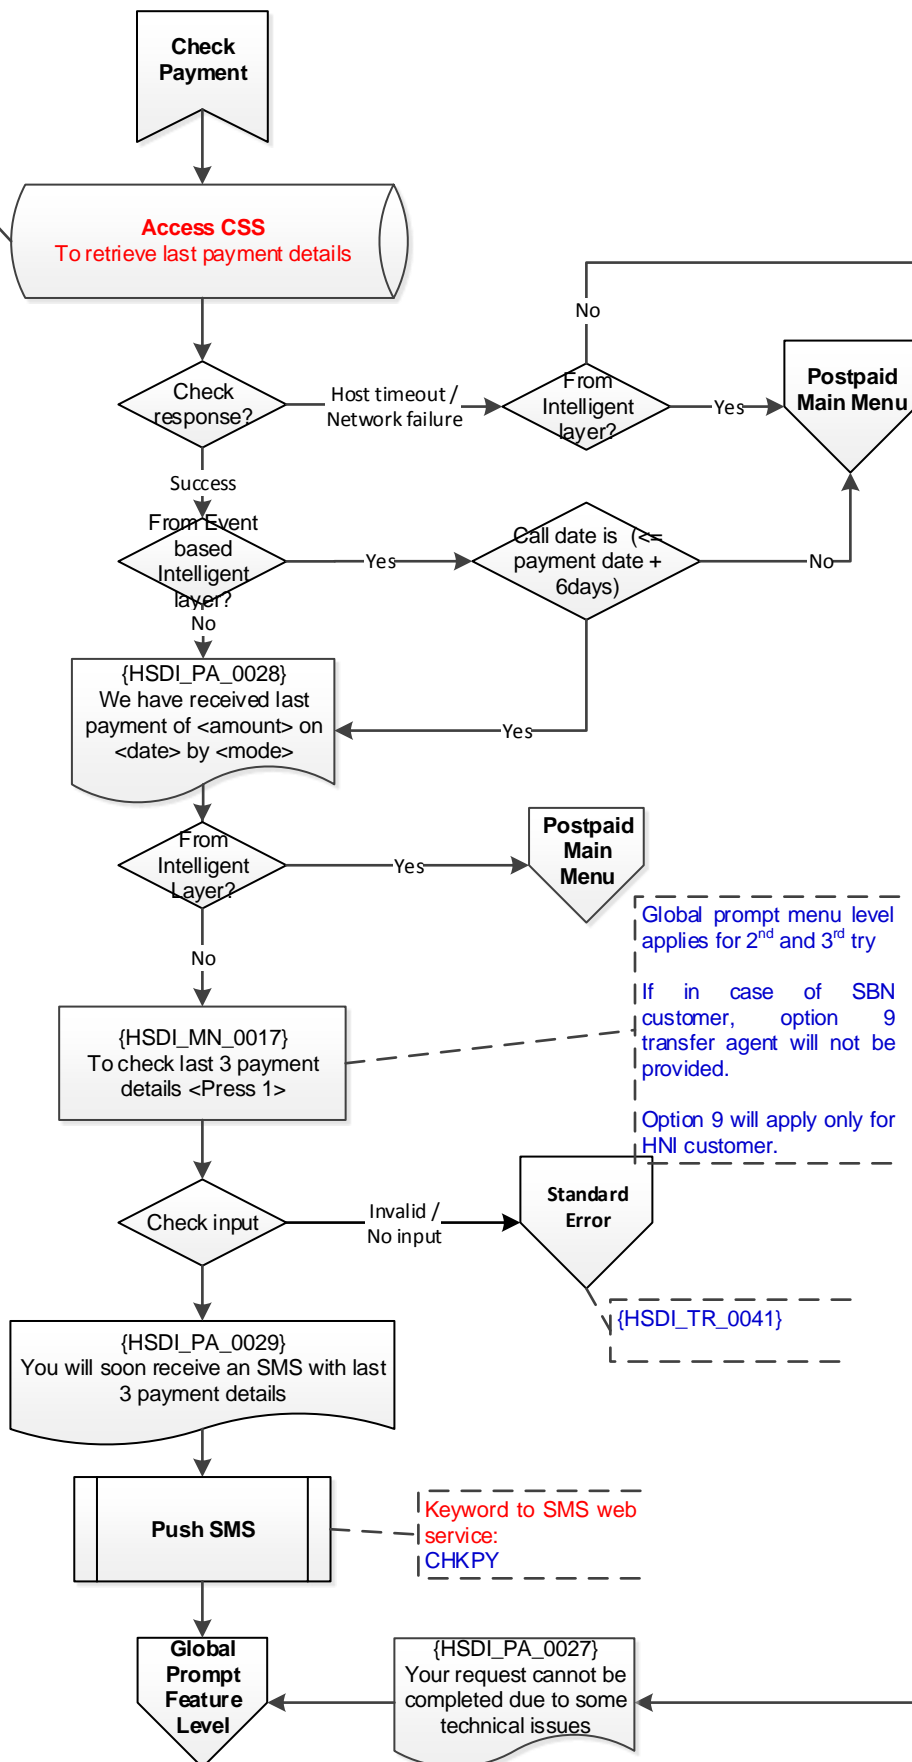 Check
Payment
Access CSS
To retrieve last payment details
No
Check
response?
Host timeout /
Network failure
From
Intelligent
layer?
Yes
Postpaid
Main Menu
Success
From Event
based
Intelligent
layer?
Yes
Call date is (<=
payment date +
6days)
No
No
{HSDI_PA_0028}
We have received last
payment of <amount> on
<date> by <mode>
Yes
From
Intelligent
Layer?
Yes
Postpaid
Main
Menu
Global prompt menu level
applies for 2nd and 3rd try
If in case of SBN
customer, option 9
transfer agent will not be
provided.
Option 9 will apply only for
HNI customer.
No
{HSDI_MN_0017}
To check last 3 payment
details <Press 1>
Check input
Invalid /
No input
Standard
Error
{HSDI_TR_0041}
{HSDI_PA_0029}
You will soon receive an SMS with last
3 payment details
Push SMS
Keyword to SMS web
service:
CHKPY
Global
Prompt
Feature
Level
{HSDI_PA_0027}
Your request cannot be
completed due to some
technical issues